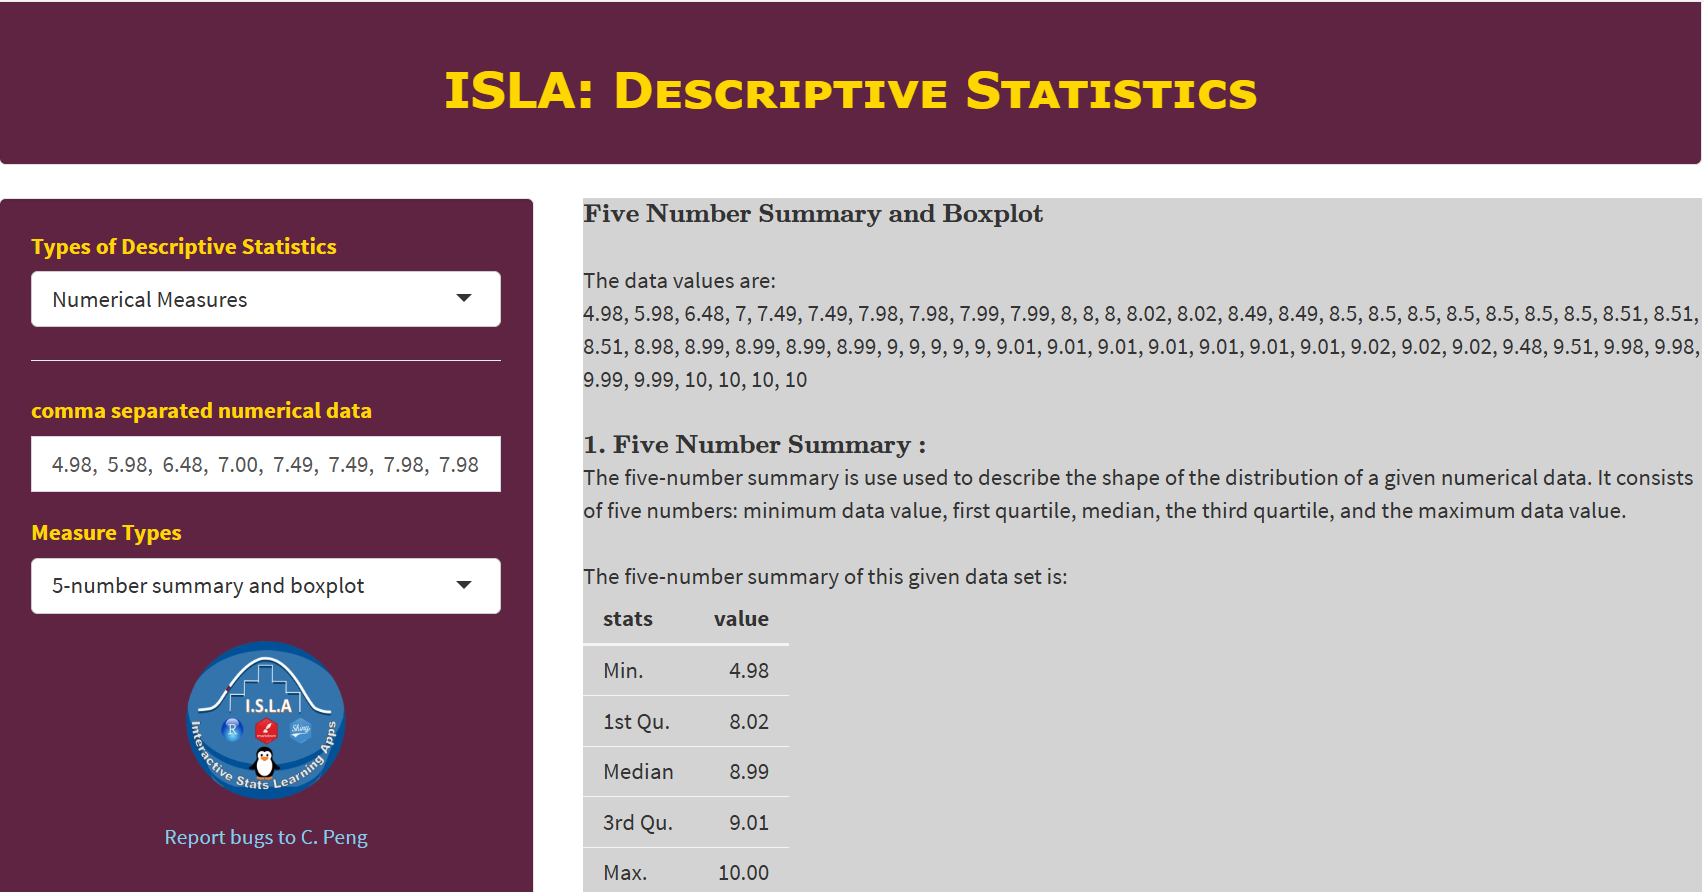 ISLA: Descriptive Statistics
Types of Descriptive Statistics
Numerical Measures
comma separated numerical data
4.98, 5.98, 6.48, 7.00, 7.49, 7.49, 7.98, 7.98
Measure Types
5-number summary and boxplot
I.S.L.A
R
Shiny
Interactive Stats Learning Apps
Report bugs to C. Peng
Five Number Summary and Boxplot
The data values are:
4.98, 5.98, 6.48, 7, 7.49, 7.49, 7.98, 7.98, 7.99, 7.99, 8, 8, 8, 8.02, 8.02, 8.49, 8.49, 8.5, 8.5, 8.5, 8.5, 8.5, 8.5, 8.5, 8.51, 8.51,
8.51, 8.98, 8.99, 8.99, 8.99, 8.99, 9, 9, 9, 9, 9, 9.01, 9.01, 9.01, 9.01, 9.01, 9.01, 9.01, 9.02, 9.02, 9.02, 9.48, 9.51, 9.98, 9.98,
9.99, 9.99, 10, 10, 10, 10
1. Five Number Summary :
The five-number summary is use used to describe the shape of the distribution of a given numerical data. It consists
of five numbers: minimum data value, first quartile, median, the third quartile, and the maximum data value.
The five-number summary of this given data set is:
stats value
Min. 4.98
1st Qu. 8.02
Median 8.99
3rd Qu. 9.01
Max. 10.00